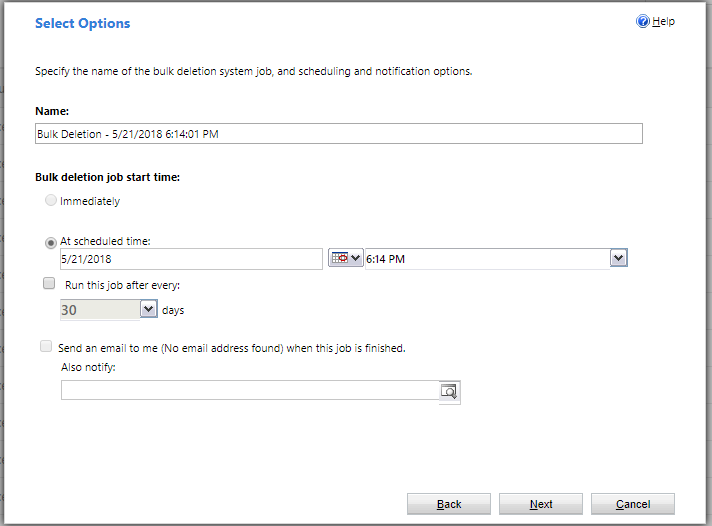 Select Options
Help
Specify the name of the bulk deletion system job, and scheduling and notification options.
Name:
Bulk Deletion - 5/21/2018 6:14:01 PM
Bulk deletion job start time:
Immediately
At scheduled time:
5/21/2018
6:14 PM
Run this job after every:
30 days
Send an email to me (No email address found) when this job is finished.
Also notify:
Back
Next
Cancel